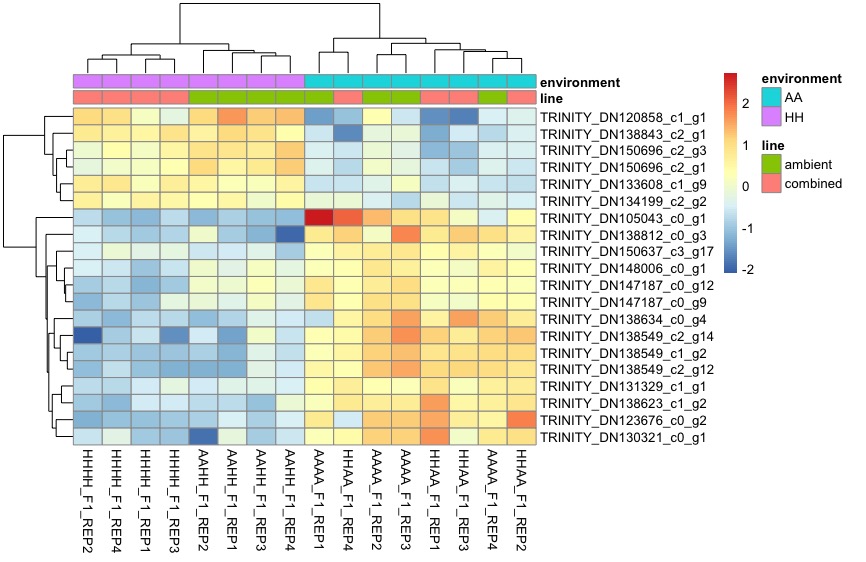 environment
line
TRINITY_DN120858_c1_g1
TRINITY_DN138843_c2_g1
TRINITY_DN150696_c2_g3
TRINITY_DN150696_c2_g1
TRINITY_DN133608_c1_g9
TRINITY_DN134199_c2_g2
TRINITY_DN105043_c0_g1
TRINITY_DN138812_c0_g3
TRINITY_DN150637_c3_g17
TRINITY_DN148006_c0_g1
TRINITY_DN147187_c0_g12
TRINITY_DN147187_c0_g9
TRINITY_DN138634_c0_g4
TRINITY_DN138549_c2_g14
TRINITY_DN138549_c1_g2
TRINITY_DN138549_c2_g12
TRINITY_DN131329_c1_g1
TRINITY_DN138623_c1_g2
TRINITY_DN123676_c0_g2
TRINITY_DN130321_c0_g1
HHHH_F1_REP2
HHHH_F1_REP4
HHHH_F1_REP1
HHHH_F1_REP3
AAHH_F1_REP2
AAHH_F1_REP1
AAHH_F1_REP3
AAHH_F1_REP4
AAAA_F1_REP1
HHAA_F1_REP4
AAAA_F1_REP2
AAAA_F1_REP3
HHAA_F1_REP1
HHAA_F1_REP3
AAAA_F1_REP4
HHAA_F1_REP2
2
1
0
-1
-2
environment
AA
HH
line
ambient
combined